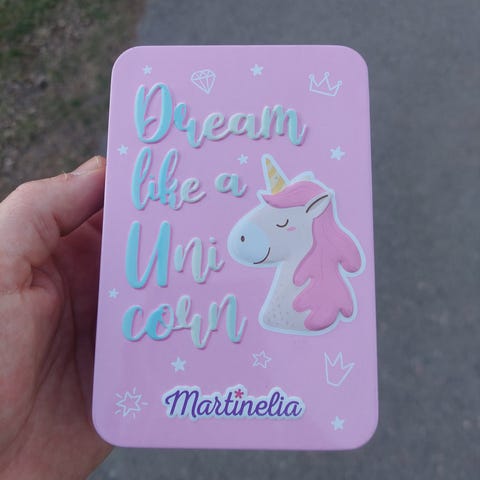 Dream
like a
Uni
corn
Martinelia